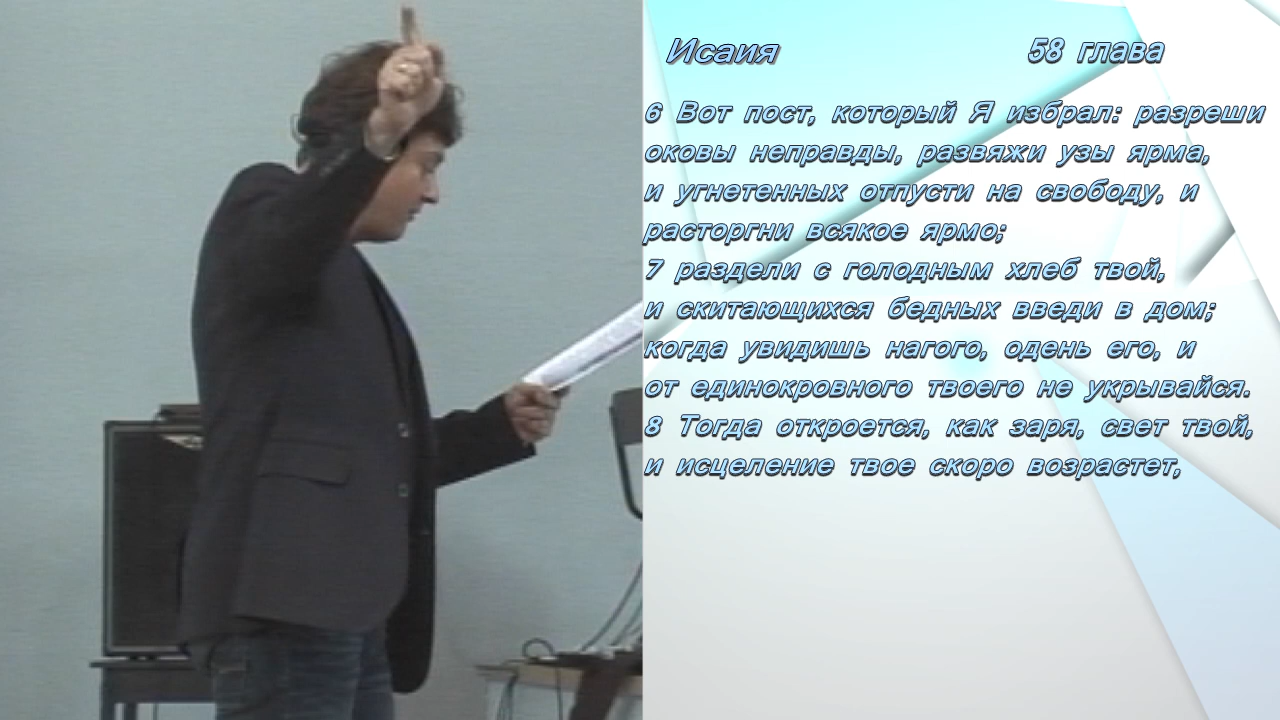 Исаия 58 глава
6 Вот пост, который Я избрал: разреши
оковы неправды, развяжи узы ярма,
и угнетенных отпусти на свободу, и
расторгни всякое ярмо;
7 раздели с голодным хлеб твой,
и скитающихся бедных введи в дом;
когда увидишь нагого, одень его, и
от единокровного твоего не укрывайся.
8 Тогда откроется, как заря, свет твой,
и исцеление твое скоро возрастет,